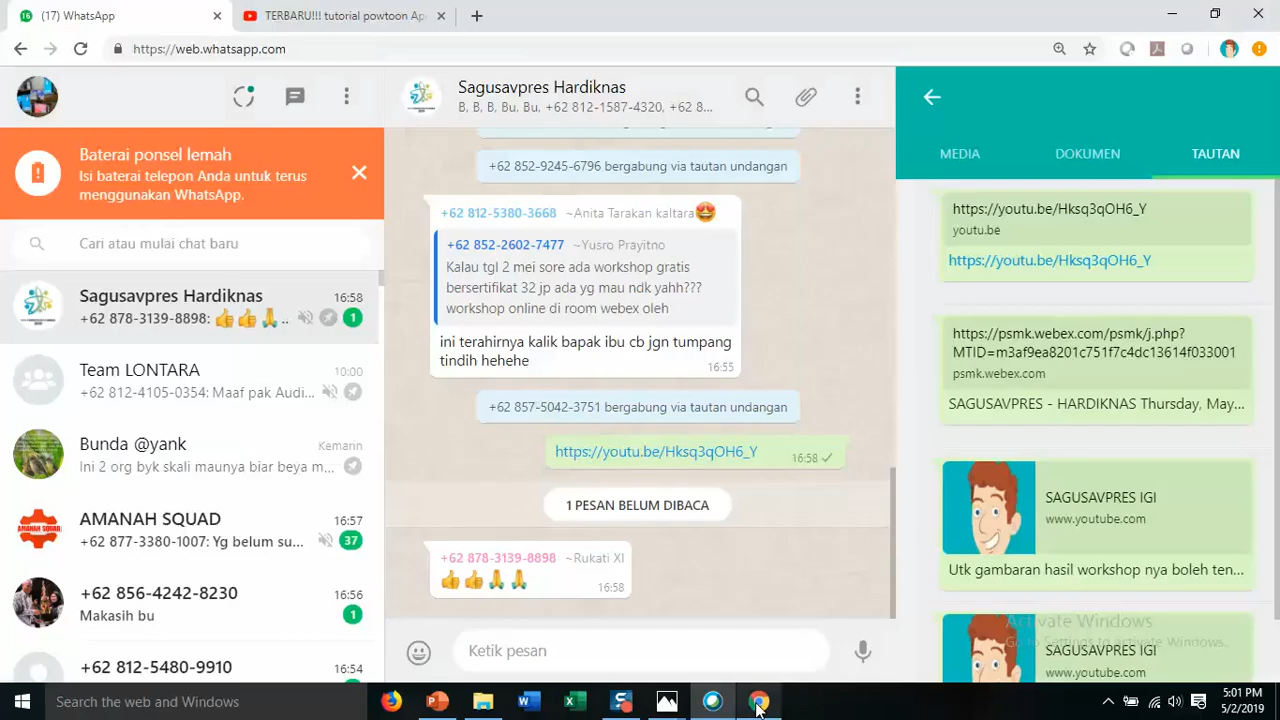 (17) WhatsApp
TERBARU!!! tutorial powtoon Ap
https://web.whatsapp.com
Baterai ponsel lemah
Isi baterai telepon Anda untuk terus
menggunakan WhatsApp.
Cari atau mulai chat baru
Sagusavpres Hardiknas 16:58
+62 878-3139-8898: 👍👍🙏.. 1
Team LONTARA 10:00
+62 812-4105-0354: Maaf pak Audi...
Bunda @yank Kemarin
Ini 2 org byk skali maunya biar beya m...
AMANAH SQUAD 16:57
+62 877-3380-1007: Yg belum su... 37
+62 856-4242-8230 16:56
Makasih bu 1
+62 812-5480-9910 16:54
Sagusavpres Hardiknas
B, B, B, Bu, Bu, +62 812-1587-4320, +62 8...
+62 852-9245-6796 bergabung via tautan undangan
+62 812-5380-3668 ~Anita Tarakan kaltara🤩
+62 852-2602-7477 ~Yusro Prayitno
Kalau tgl 2 mei sore ada workshop gratis
bersertifikat 32 jp ada yg mau ndk yahh???
workshop online di room webex oleh
ini terahirnya kalik bapak ibu cb jgn tumpang
tindih hehehe
16:55
+62 857-5042-3751 bergabung via tautan undangan
https://youtu.be/Hksq3qOH6_Y 16:58
1 PESAN BELUM DIBACA
+62 878-3139-8898 ~Rukati XI
👍👍🙏🙏 16:58
Ketik pesan
MEDIA DOKUMEN TAUTAN
https://youtu.be/Hksq3qOH6_Y
youtu.be
https://youtu.be/Hksq3qOH6_Y
https://psmk.webex.com/psmk/j.php?
MTID=m3af9ea8201c751f7c4dc13614f033001
psmk.webex.com
SAGUSAVPRES - HARDIKNAS Thursday, May...
SAGUSAVPRES IGI
www.youtube.com
Utk gambaran hasil workshop nya boleh ten...
Activate Windows
Go to Settings to activate Windows.
SAGUSAVPRES IGI
www.youtube.com
Search the web and Windows
5:01 PM
5/2/2019